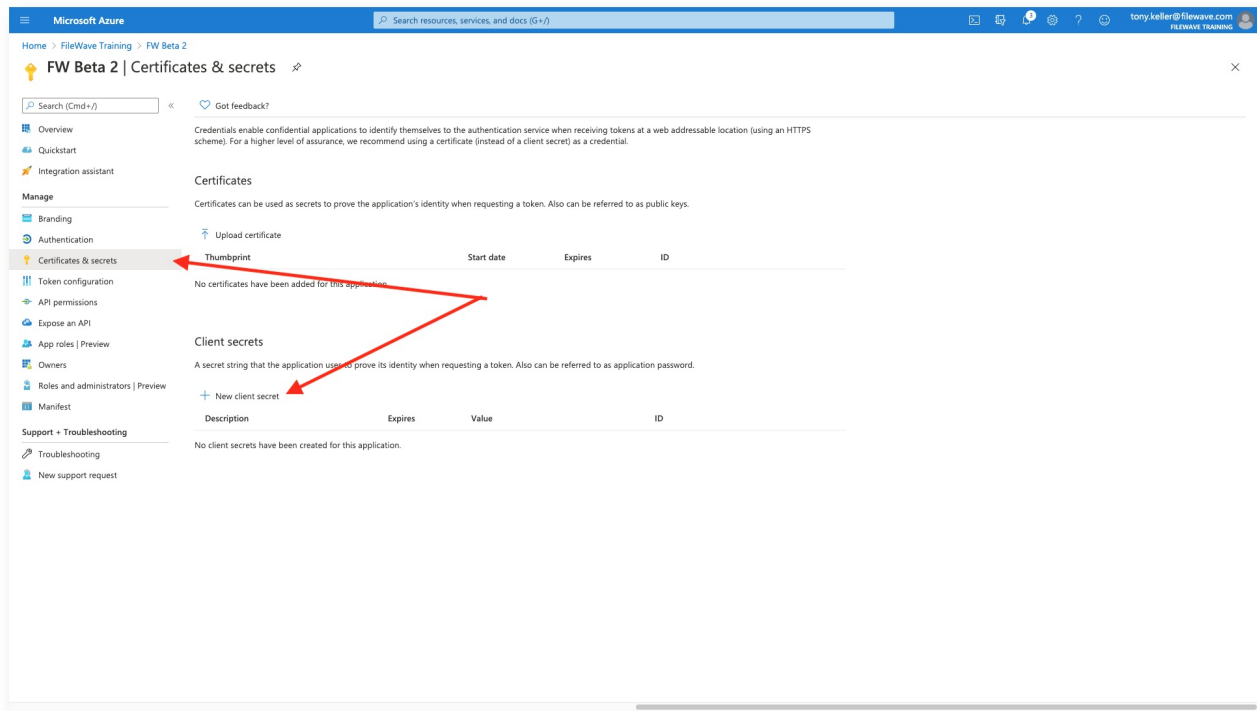 Microsoft Azure
Search resources, services, and docs (G+/)
3
tony.keller@filewave.com
FILEWAVE TRAINING
Home > FileWave Training > FW Beta 2
FW Beta 2 | Certificates & secrets
Search (Cmd+/)
Got feedback?
Overview
Quickstart
Integration assistant
Manage
Branding
Authentication
Certificates & secrets
Token configuration
API permissions
Expose an API
App roles | Preview
Owners
Roles and administrators | Preview
Manifest
Support + Troubleshooting
Troubleshooting
New support request
Credentials enable confidential applications to identify themselves to the authentication service when receiving tokens at a web addressable location (using an HTTPS
scheme). For a higher level of assurance, we recommend using a certificate (instead of a client secret) as a credential.
Certificates
Certificates can be used as secrets to prove the application's identity when requesting a token. Also can be referred to as public keys.
Upload certificate
Thumbprint Start date Expires ID
No certificates have been added for this application.
Client secrets
A secret string that the application uses to prove its identity when requesting a token. Also can be referred to as application password.
+ New client secret
Description Expires Value ID
No client secrets have been created for this application.